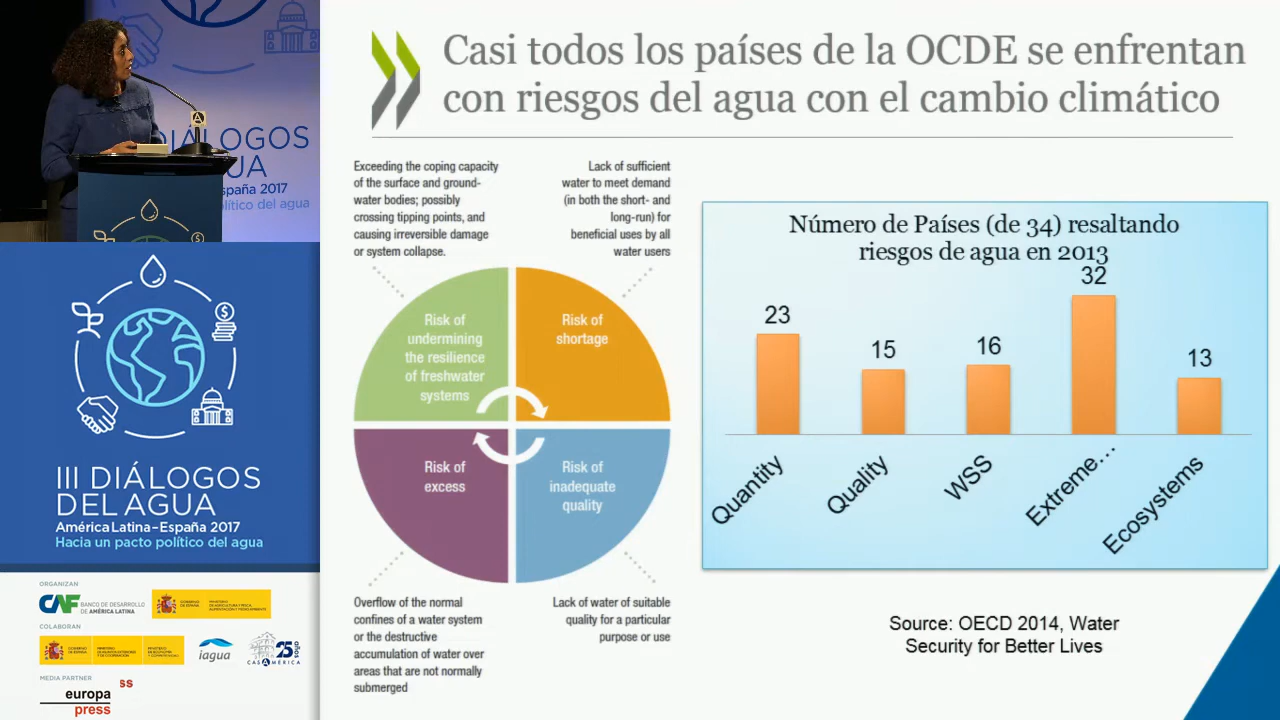 DIÁLOGOS
UA
spaña 2017
lítico del agua
III DIÁLOGOS
DEL AGUA
América Latina–España 2017
Hacia un pacto político del agua
ORGANIZAN
CAF BANCO DE DESARROLLO
DE AMÉRICA LATINA
COLABORAN
iagua
CASAMÉRICA
25 años
MEDIA PARTNER
ss
europa
press
Casi todos los países de la OCDE se enfrentan
con riesgos del agua con el cambio climático
Exceeding the coping capacity
of the surface and ground-
water bodies; possibly
crossing tipping points, and
causing irreversible damage
or system collapse.
Lack of sufficient
water to meet demand
(in both the short- and
long-run) for
beneficial uses by all
water users
Risk of
undermining
the resilience
of freshwater
systems
Risk of
shortage
Risk of
excess
Risk of
inadequate
quality
Overflow of the normal
confines of a water system
or the destructive
accumulation of water over
areas that are not normally
submerged
Lack of water of suitable
quality for a particular
purpose or use
Número de Países (de 34) resaltando
riesgos de agua en 2013
23
15
16
32
13
Quantity
Quality
WSS
Extreme...
Ecosystems
Source: OECD 2014, Water
Security for Better Lives